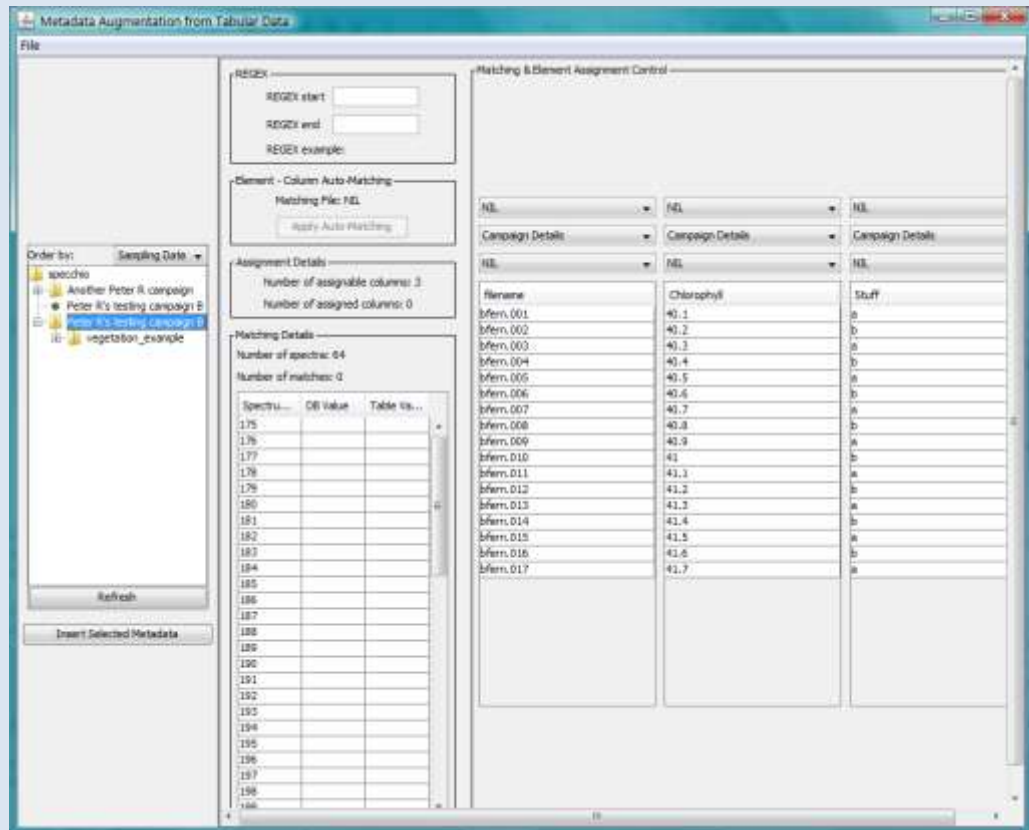 Metadata Augmentation from Tabular Data
File
Order by: Sampling Date
specchio
Another Peter R campaign
Peter R's testing campaign B
Peter R's testing campaign B
vegetation_example
Refresh
Insert Selected Metadata
REGEX
REGEX start
REGEX end
REGEX example:
Element - Column Auto-Matching
Matching File: NIL
Apply Auto-Matching
Assignment Details
Number of assignable columns: 3
Number of assigned columns: 0
Matching Details
Number of spectra: 64
Number of matches: 0
Spectru... DB Value Table Va...
175
176
177
178
179
180
181
182
183
184
185
186
187
188
189
190
191
192
193
194
195
196
197
198
Matching & Element Assignment Control
NIL NIL NIL
Campaign Details Campaign Details Campaign Details
NIL NIL NIL
filename Chlorophyll Stuff
bfern.001 40.1 a
bfern.002 40.2 b
bfern.003 40.3 a
bfern.004 40.4 b
bfern.005 40.5 a
bfern.006 40.6 b
bfern.007 40.7 a
bfern.008 40.8 b
bfern.009 40.9 a
bfern.010 41 b
bfern.011 41.1 a
bfern.012 41.2 b
bfern.013 41.3 a
bfern.014 41.4 b
bfern.015 41.5 a
bfern.016 41.6 b
bfern.017 41.7 a